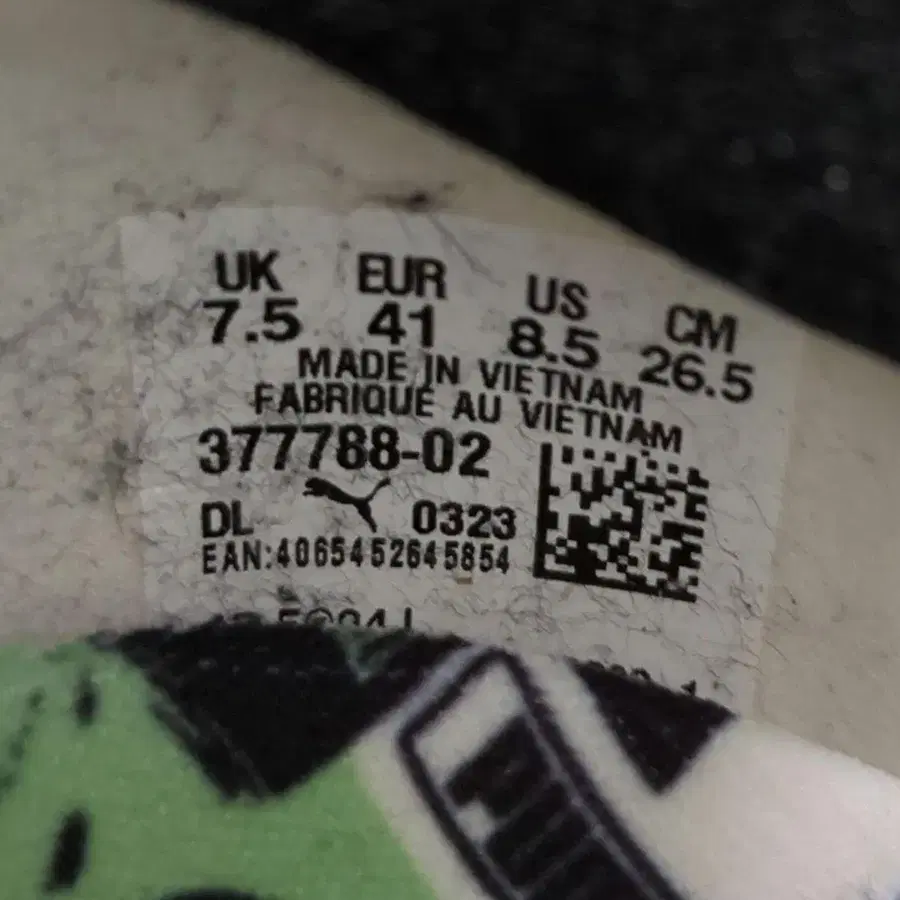 UK EUR US CM
7.5 41 8.5 26.5
MADE IN VIETNAM
FABRIQUE AU VIETNAM
377788-02
DL 0323
EAN:4065452645854